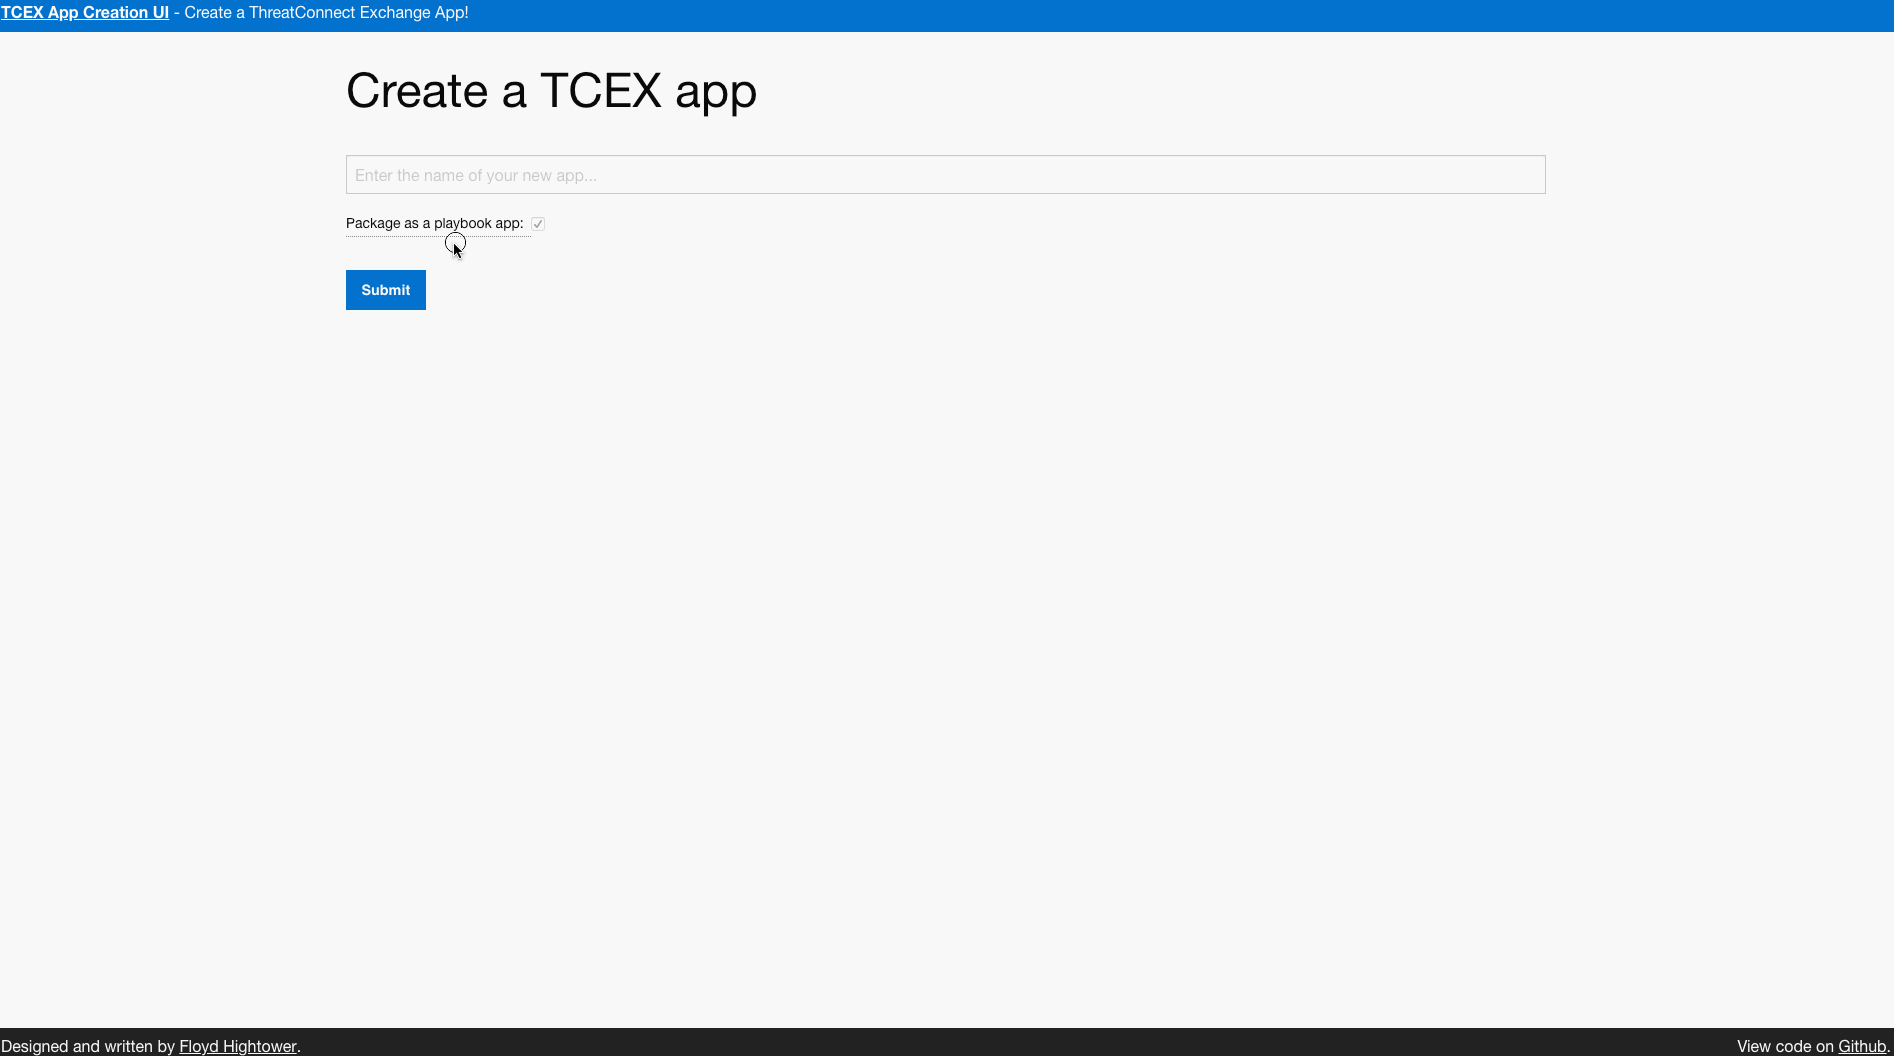 TCEX App Creation UI - Create a ThreatConnect Exchange App!
Create a TCEX app
Enter the name of your new app...
Package as a playbook app:
Submit
Designed and written by Floyd Hightower.
View code on Github.